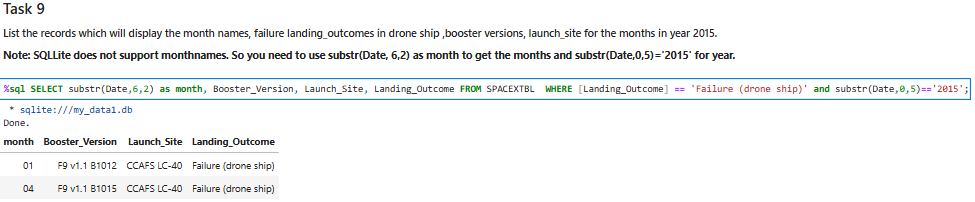 Task 9
List the records which will display the month names, failure landing_outcomes in drone ship ,booster versions, launch_site for the months in year 2015.
Note: SQLLite does not support monthnames. So you need to use substr(Date, 6,2) as month to get the months and substr(Date,0,5)='2015' for year.
%sql SELECT substr(Date,6,2) as month, Booster_Version, Launch_Site, Landing_Outcome FROM SPACEXTBL  WHERE [Landing_Outcome] == 'Failure (drone ship)' and substr(Date,0,5)=='2015';
* sqlite:///my_data1.db
Done.
month Booster_Version Launch_Site Landing_Outcome
01 F9 v1.1 B1012 CCAFS LC-40 Failure (drone ship)
04 F9 v1.1 B1015 CCAFS LC-40 Failure (drone ship)